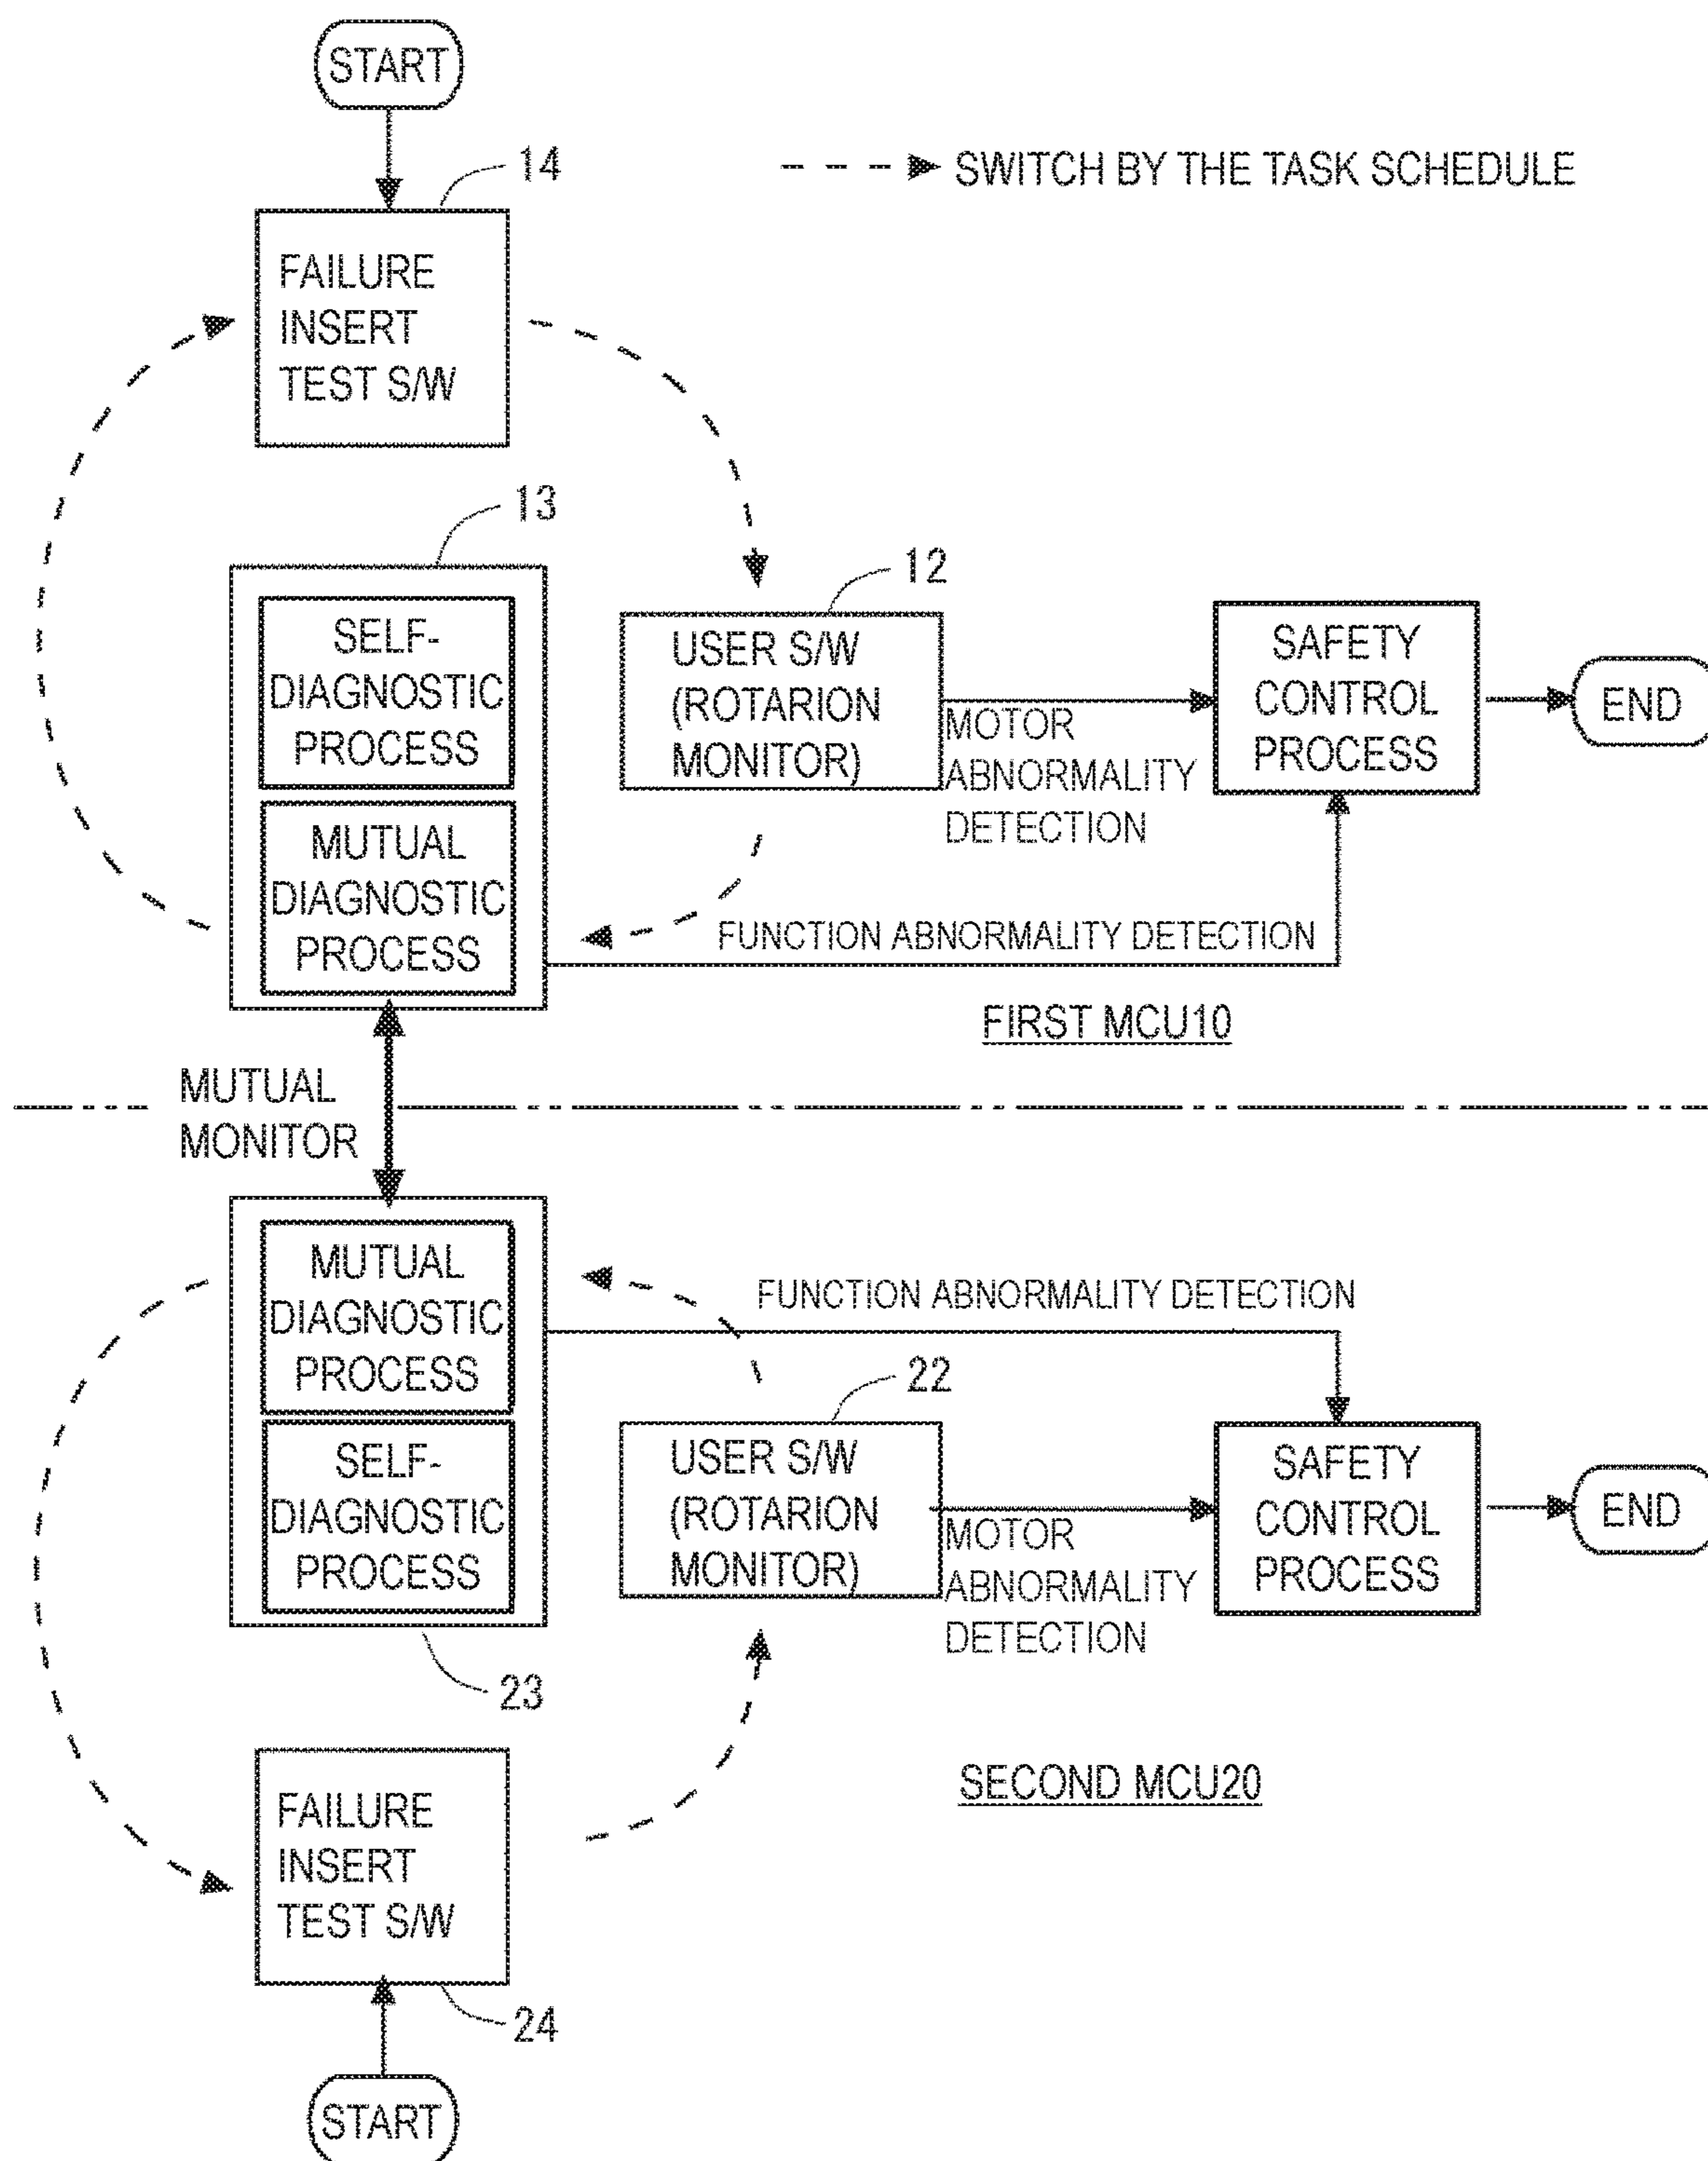 START
14
SWITCH BY THE TASK SCHEDULE
FAILURE
INSERT
TEST S/W
13
SELF-
DIAGNOSTIC
PROCESS
MUTUAL
DIAGNOSTIC
PROCESS
12
USER S/W
(ROTARION
MONITOR)
MOTOR
ABNORMALITY
DETECTION
SAFETY
CONTROL
PROCESS
END
FUNCTION ABNORMALITY DETECTION
FIRST MCU10
MUTUAL
MONITOR
MUTUAL
DIAGNOSTIC
PROCESS
SELF-
DIAGNOSTIC
PROCESS
23
FUNCTION ABNORMALITY DETECTION
22
USER S/W
(ROTARION
MONITOR)
MOTOR
ABNORMALITY
DETECTION
SAFETY
CONTROL
PROCESS
END
SECOND MCU20
FAILURE
INSERT
TEST S/W
24
START